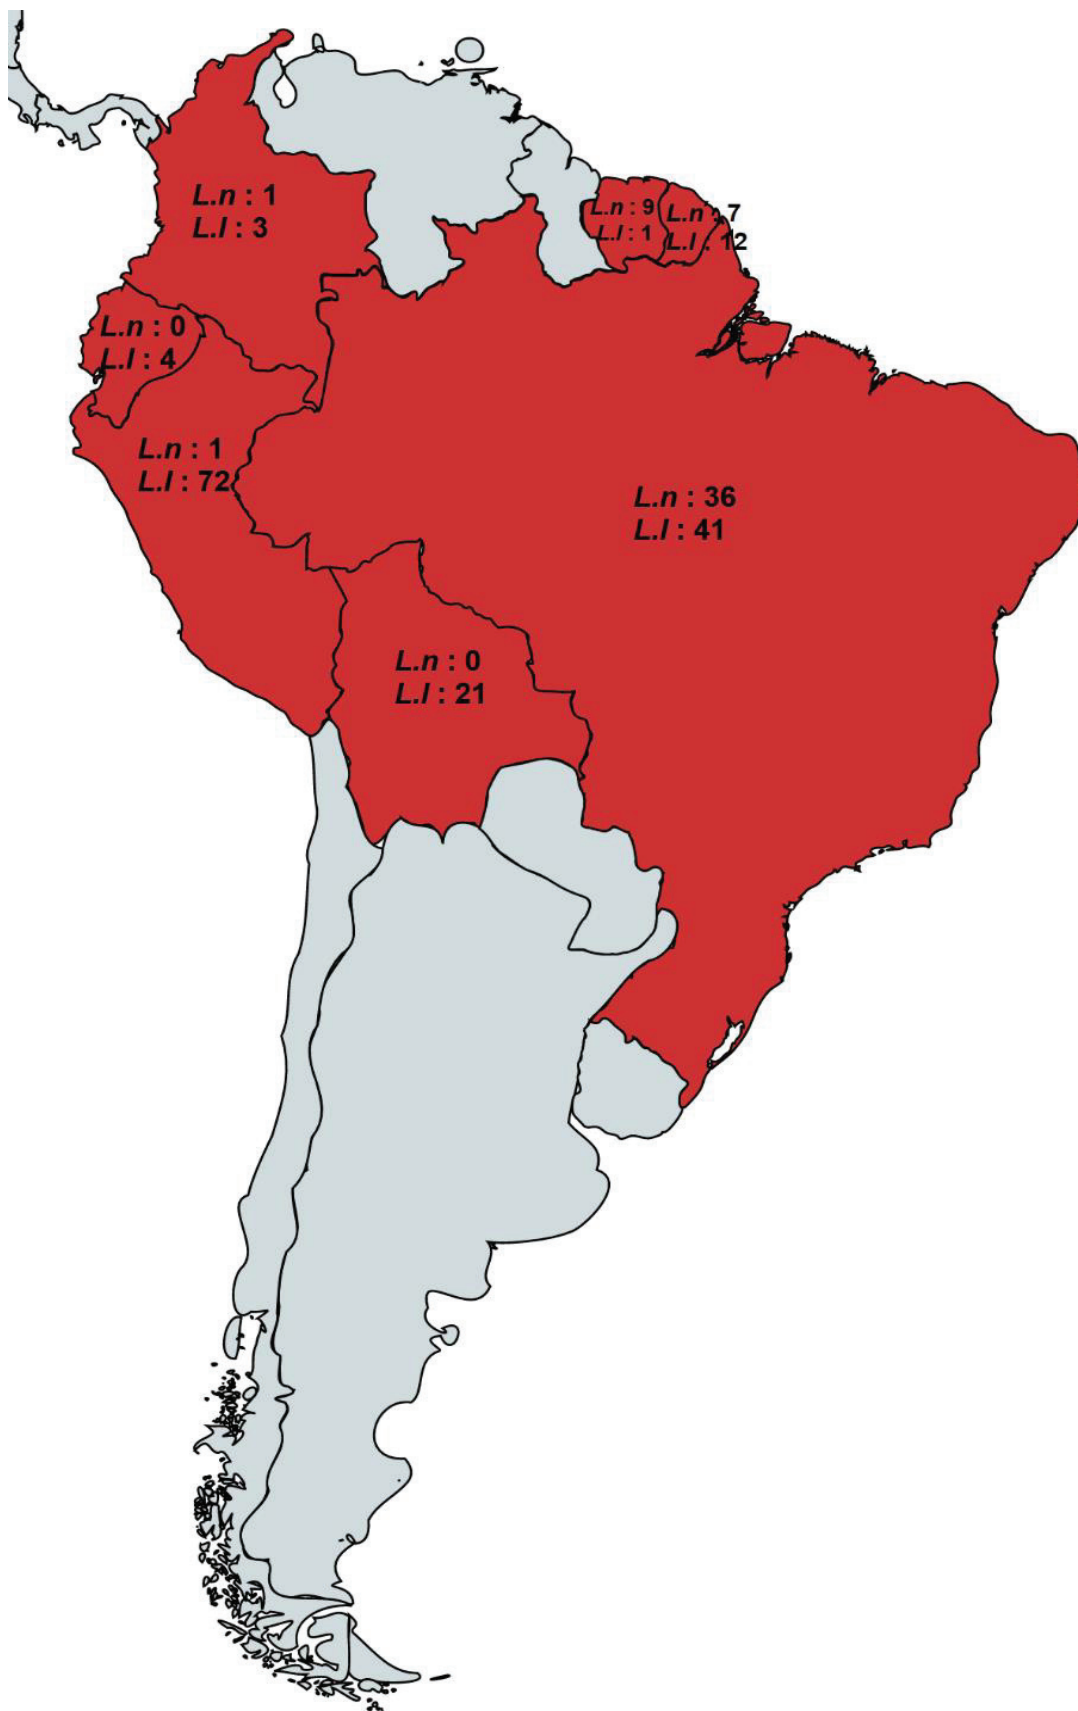 L.n : 1
L.l : 3
L.n : 9
L.l : 1
L.n : 7
L.l : 12
L.n : 0
L.l : 4
L.n : 1
L.l : 72
L.n : 36
L.l : 41
L.n : 0
L.l : 21